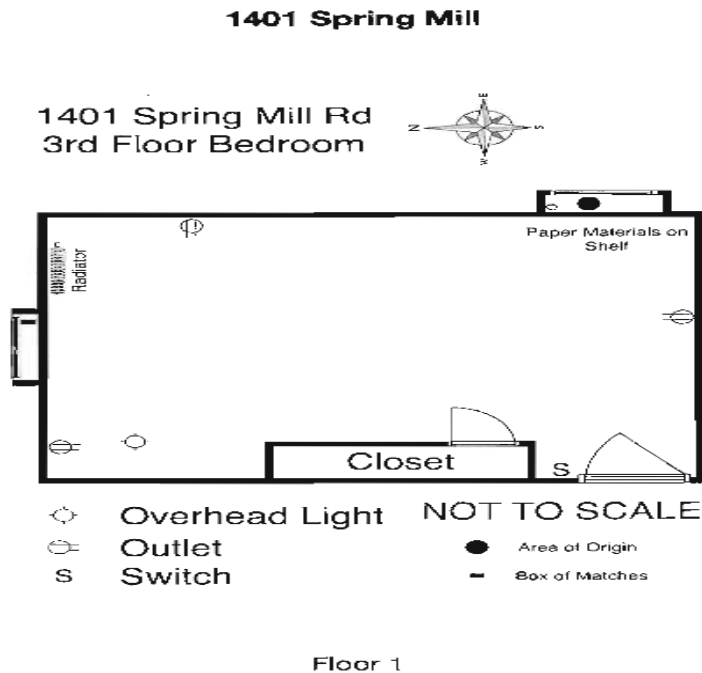 1401 Spring Mill
1401 Spring Mill Rd
3rd Floor Bedroom
E
N
S
W
Paper Materials on
Shelf
Radiator
Closet
S
Overhead Light
NOT TO SCALE
Outlet
Area of Origin
S
Switch
Box of Matches
Floor 1